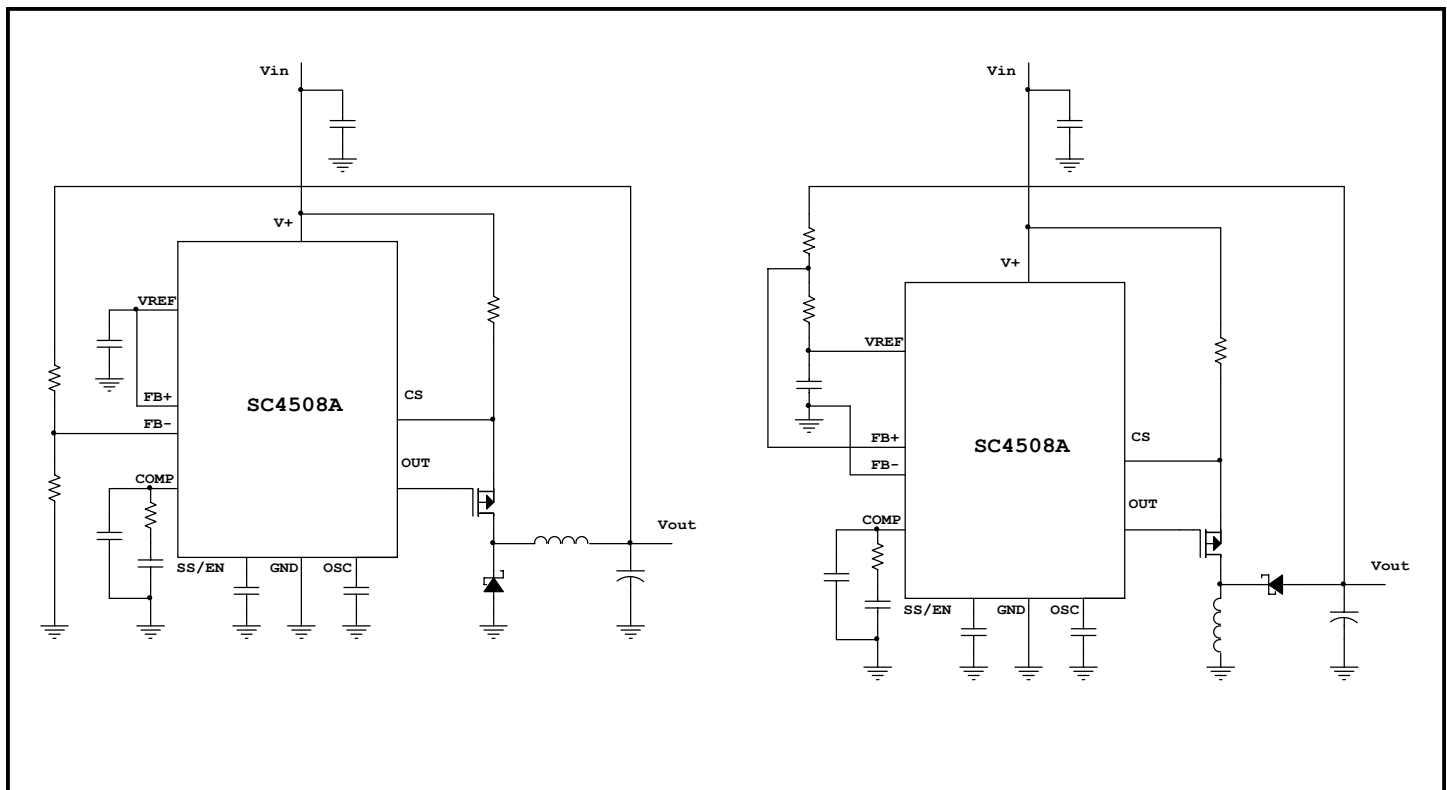 Vin
V+
VREF
FB+
FB-
COMP
SC4508A
CS
OUT
SS/EN
GND
OSC
Vout
Vin
V+
VREF
FB+
FB-
COMP
SC4508A
CS
OUT
SS/EN
GND
OSC
Vout